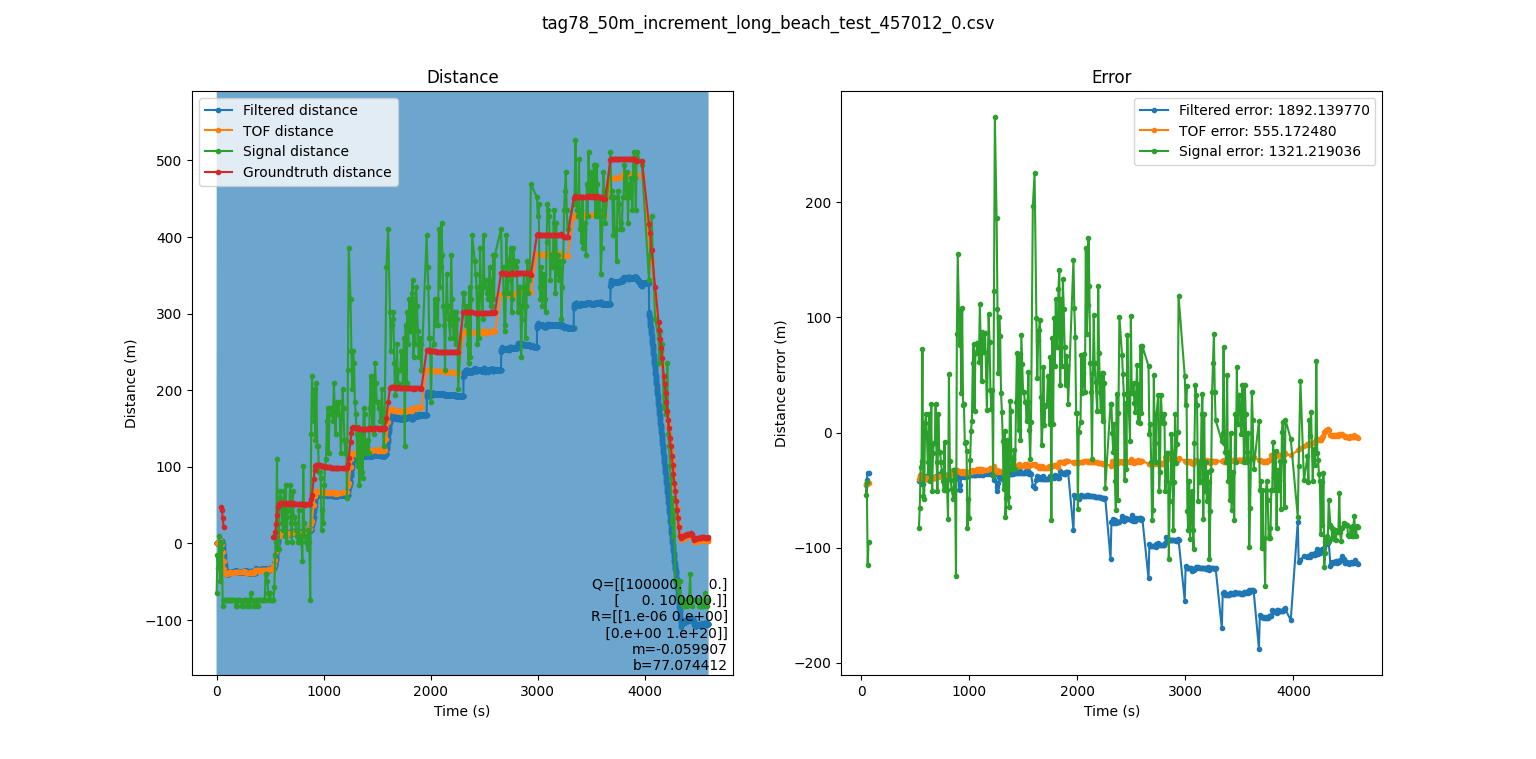 tag78_50m_increment_long_beach_test_457012_0.csv
Distance
Filtered distance
TOF distance
Signal distance
Groundtruth distance
Distance (m)
500
400
300
200
100
0
−100
Q=[[100000. 0.]
[ 0. 100000.]]
R=[[1.e-06 0.e+00]
[0.e+00 1.e+20]]
m=-0.059907
b=77.074412
0 1000 2000 3000 4000
Time (s)
Error
Filtered error: 1892.139770
TOF error: 555.172480
Signal error: 1321.219036
Distance error (m)
200
100
0
−100
−200
0 1000 2000 3000 4000
Time (s)